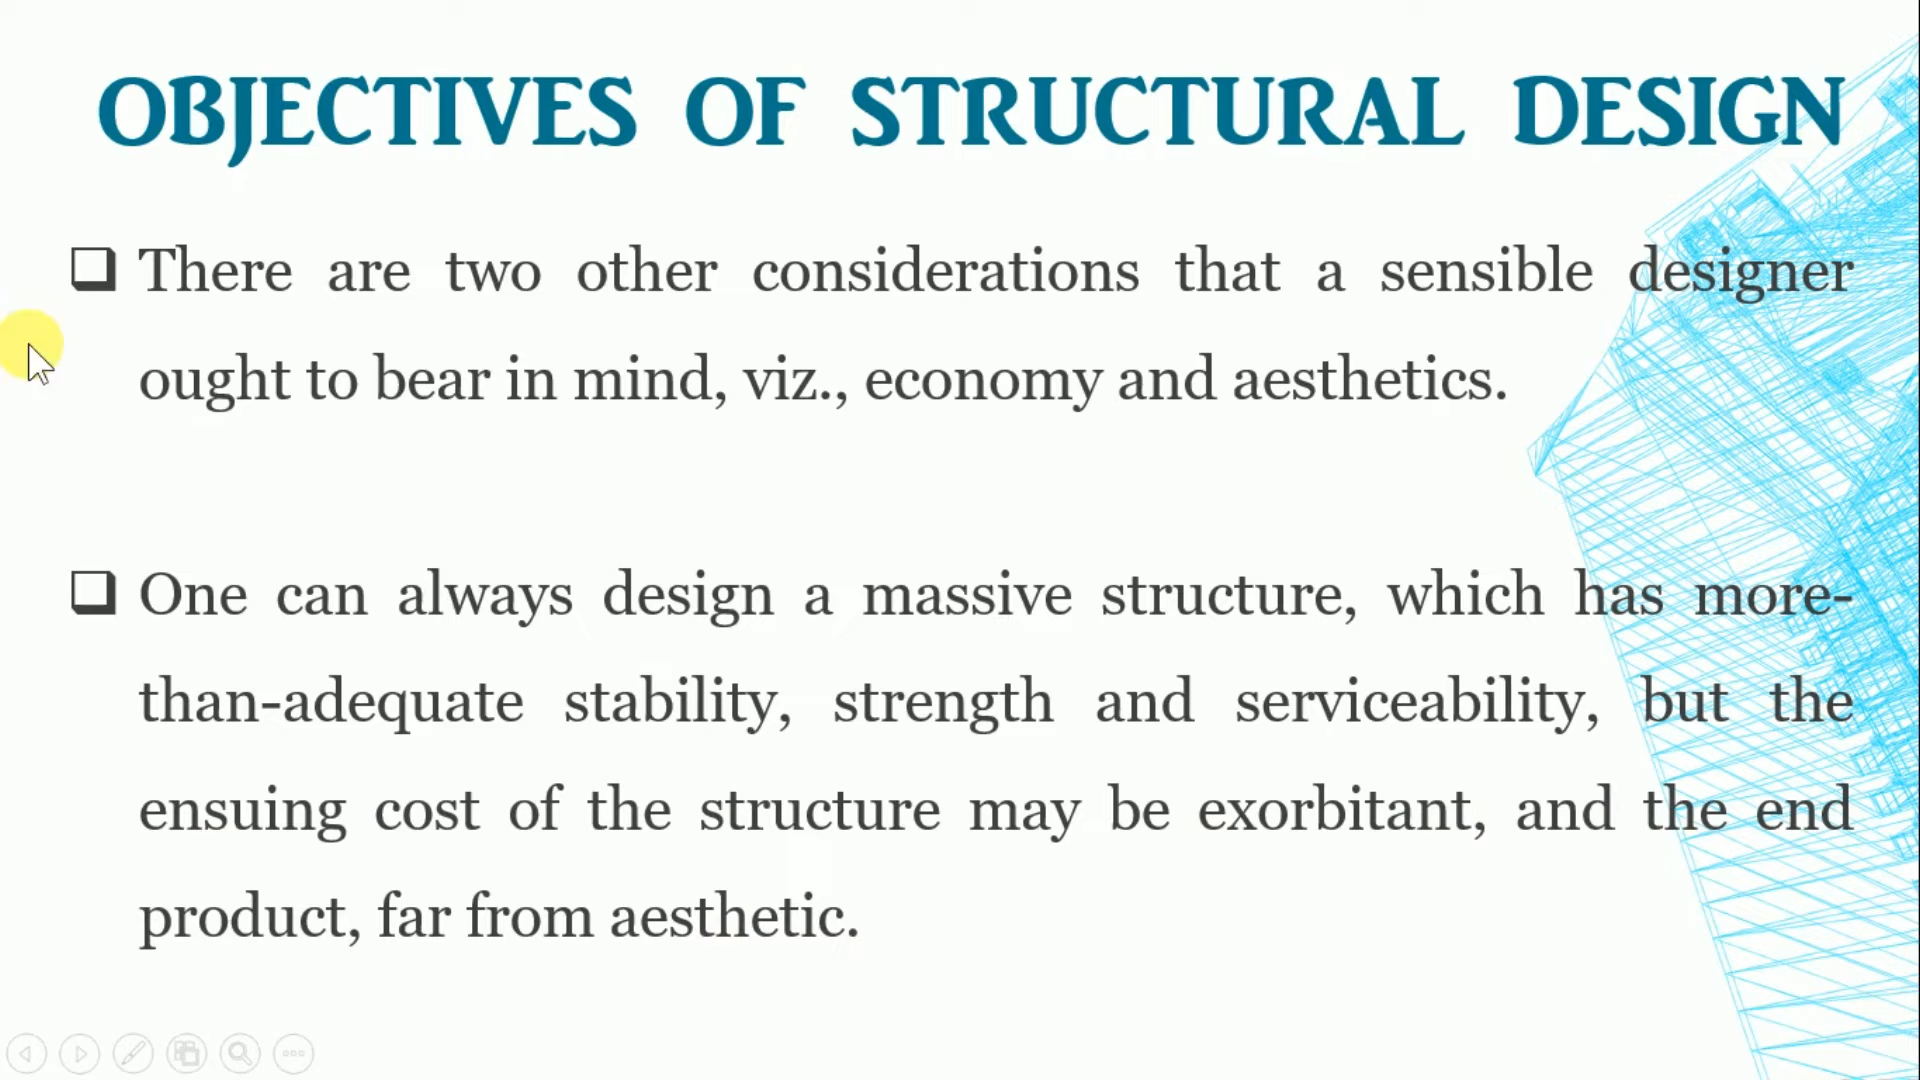 OBJECTIVES OF STRUCTURAL DESIGN
There are two other considerations that a sensible designer
ought to bear in mind, viz., economy and aesthetics.
One can always design a massive structure, which has more-
than-adequate stability, strength and serviceability, but the
ensuing cost of the structure may be exorbitant, and the end
product, far from aesthetic.